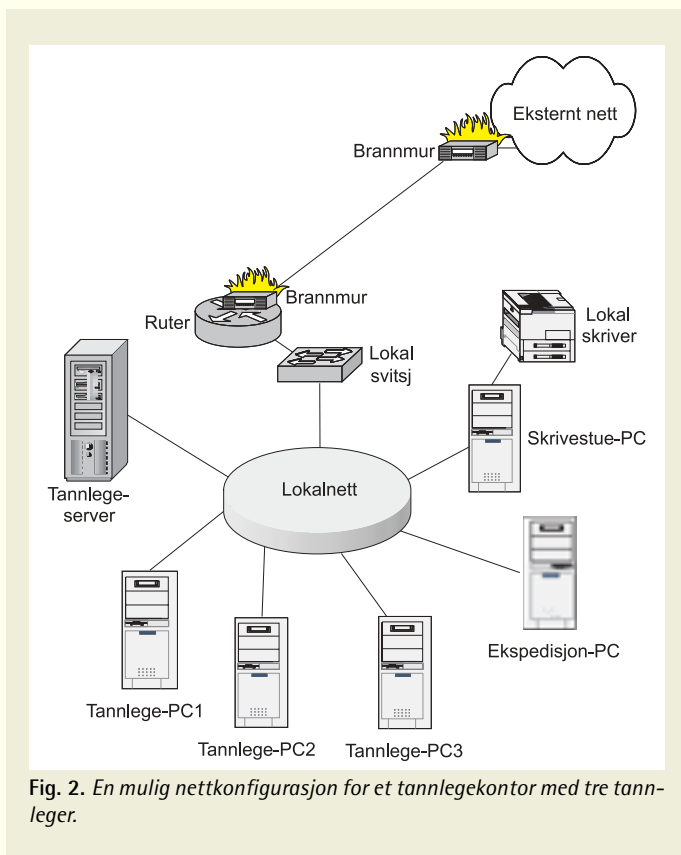 Eksternt nett
Brannmur
Brannmur
Ruter
Lokal
svitsj
Lokal
skriver
Skrivestue-PC
Tannlege-
server
Lokalnett
Ekspedisjon-PC
Tannlege-PC1
Tannlege-PC2
Tannlege-PC3
Fig. 2. En mulig nettkonfigurasjon for et tannlegekontor med tre tann-
leger.